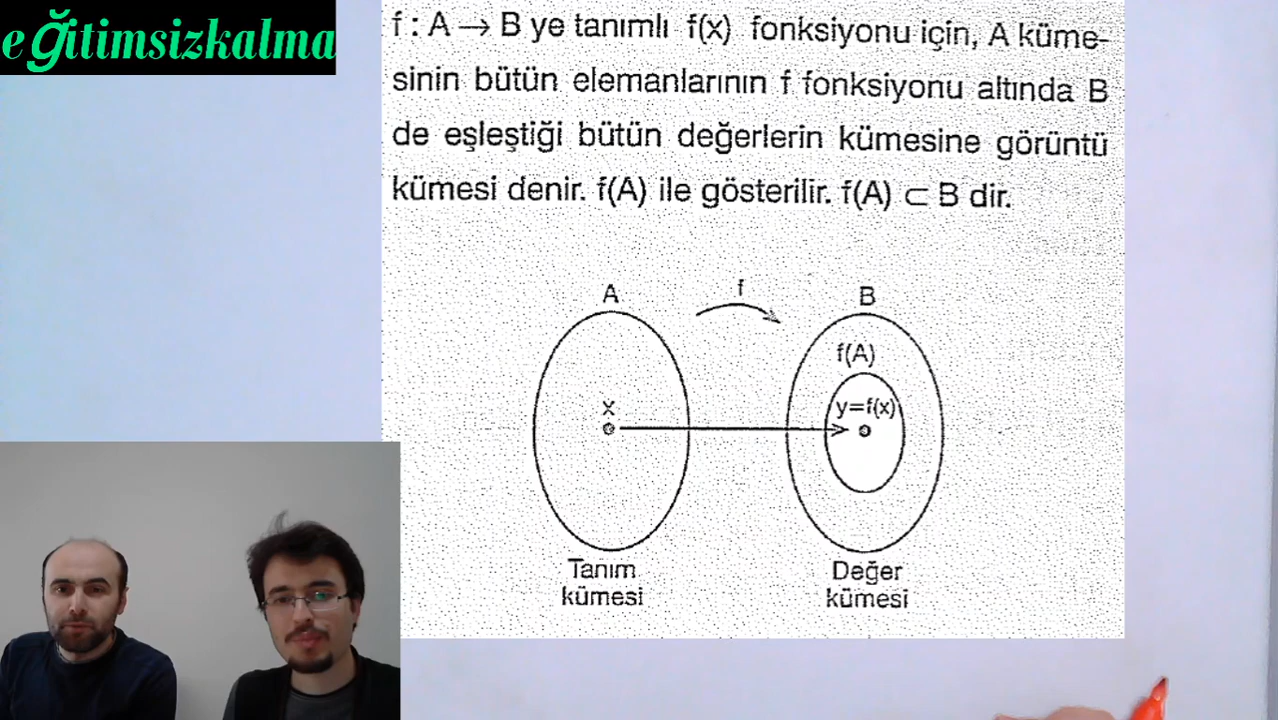 eğitimsizkalma
f : A → B ye tanımlı f(x) fonksiyonu için, A küme-
sinin bütün elemanlarının f fonksiyonu altında B
de eşleştiği bütün değerlerin kümesine görüntü
kümesi denir. f(A) ile gösterilir. f(A) ⊂ B dir.
A f B
f(A)
x y=f(x)
Tanım Değer
kümesi kümesi